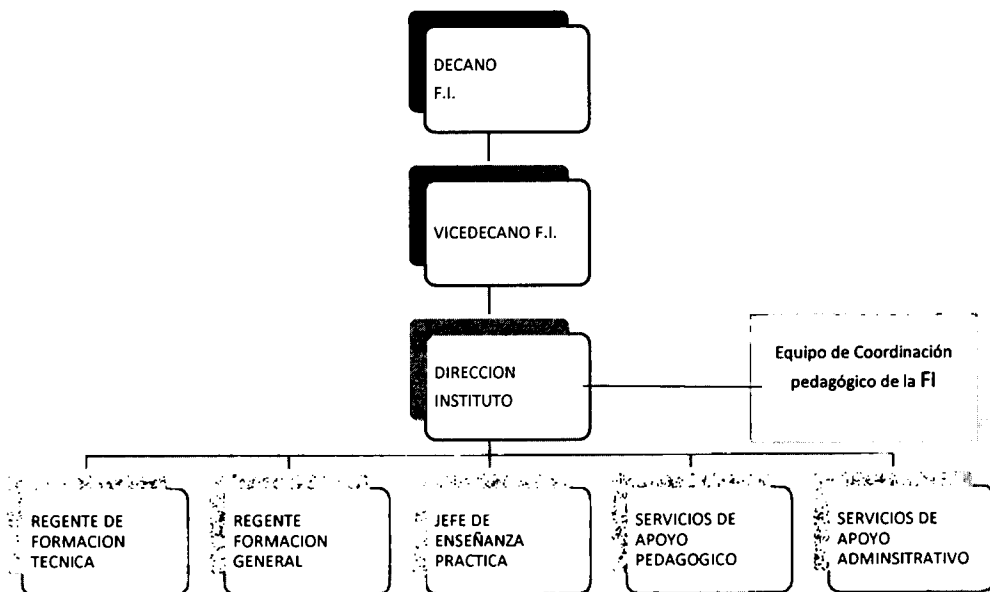 DECANO
F.I.
VICEDECANO F.I.
DIRECCION
INSTITUTO
Equipo de Coordinación
pedagógico de la FI
REGENTE DE
FORMACION
TECNICA
REGENTE
FORMACION
GENERAL
JEFE DE
ENSEÑANZA
PRACTICA
SERVICIOS DE
APOYO
PEDAGOGICO
SERVICIOS DE
APOYO
ADMINSITRATIVO